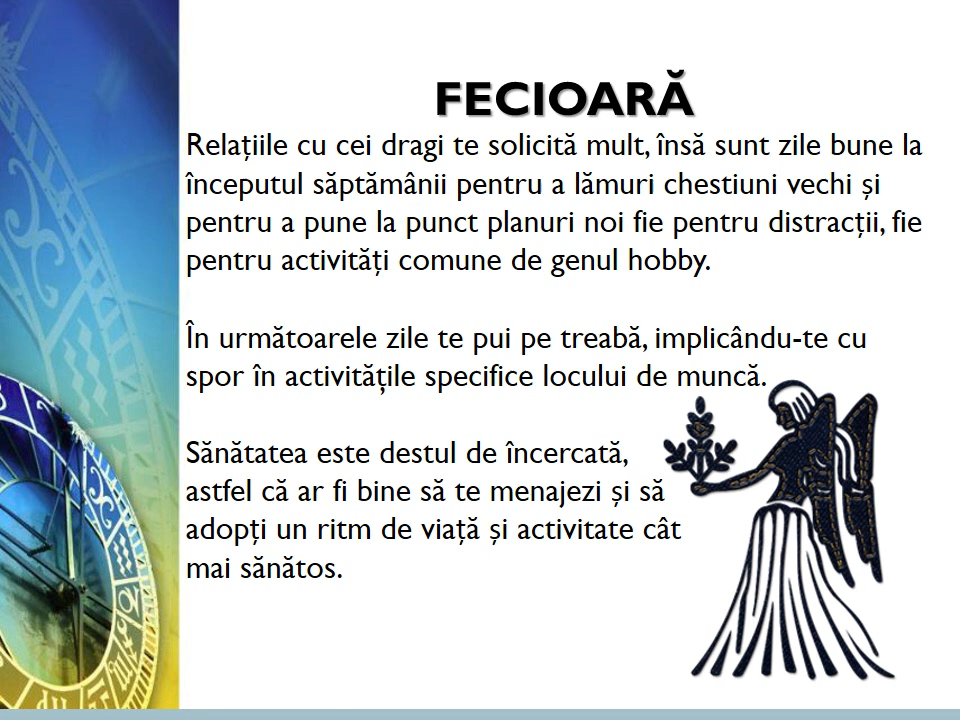 FECIOARĂ
Relațiile cu cei dragi te solicită mult, însă sunt zile bune la
începutul săptămânii pentru a lămuri chestiuni vechi și
pentru a pune la punct planuri noi fie pentru distracții, fie
pentru activități comune de genul hobby.
În următoarele zile te pui pe treabă, implicându-te cu
spor în activitățile specifice locului de muncă.
Sănătatea este destul de încercată,
astfel că ar fi bine să te menajezi și să
adopți un ritm de viață și activitate cât
mai sănătos.